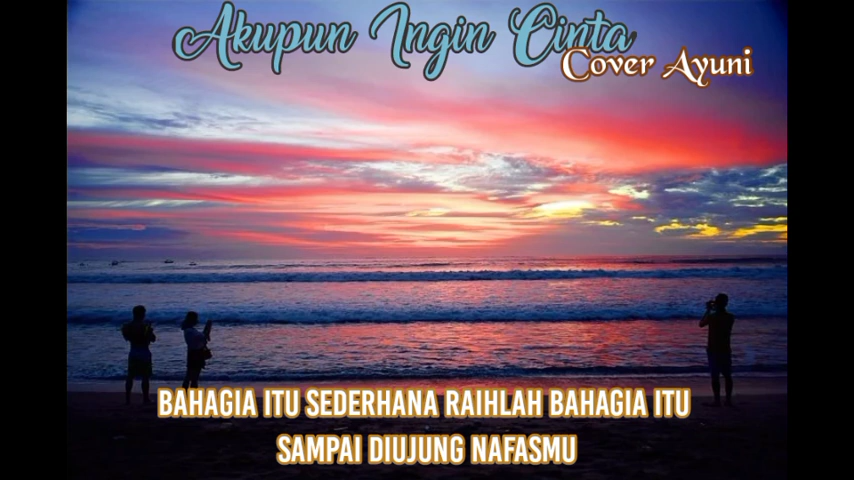 Akupun Ingin Cinta
Cover Ayuni
BAHAGIA ITU SEDERHANA RAIHLAH BAHAGIA ITU
SAMPAI DIUJUNG NAFASMU